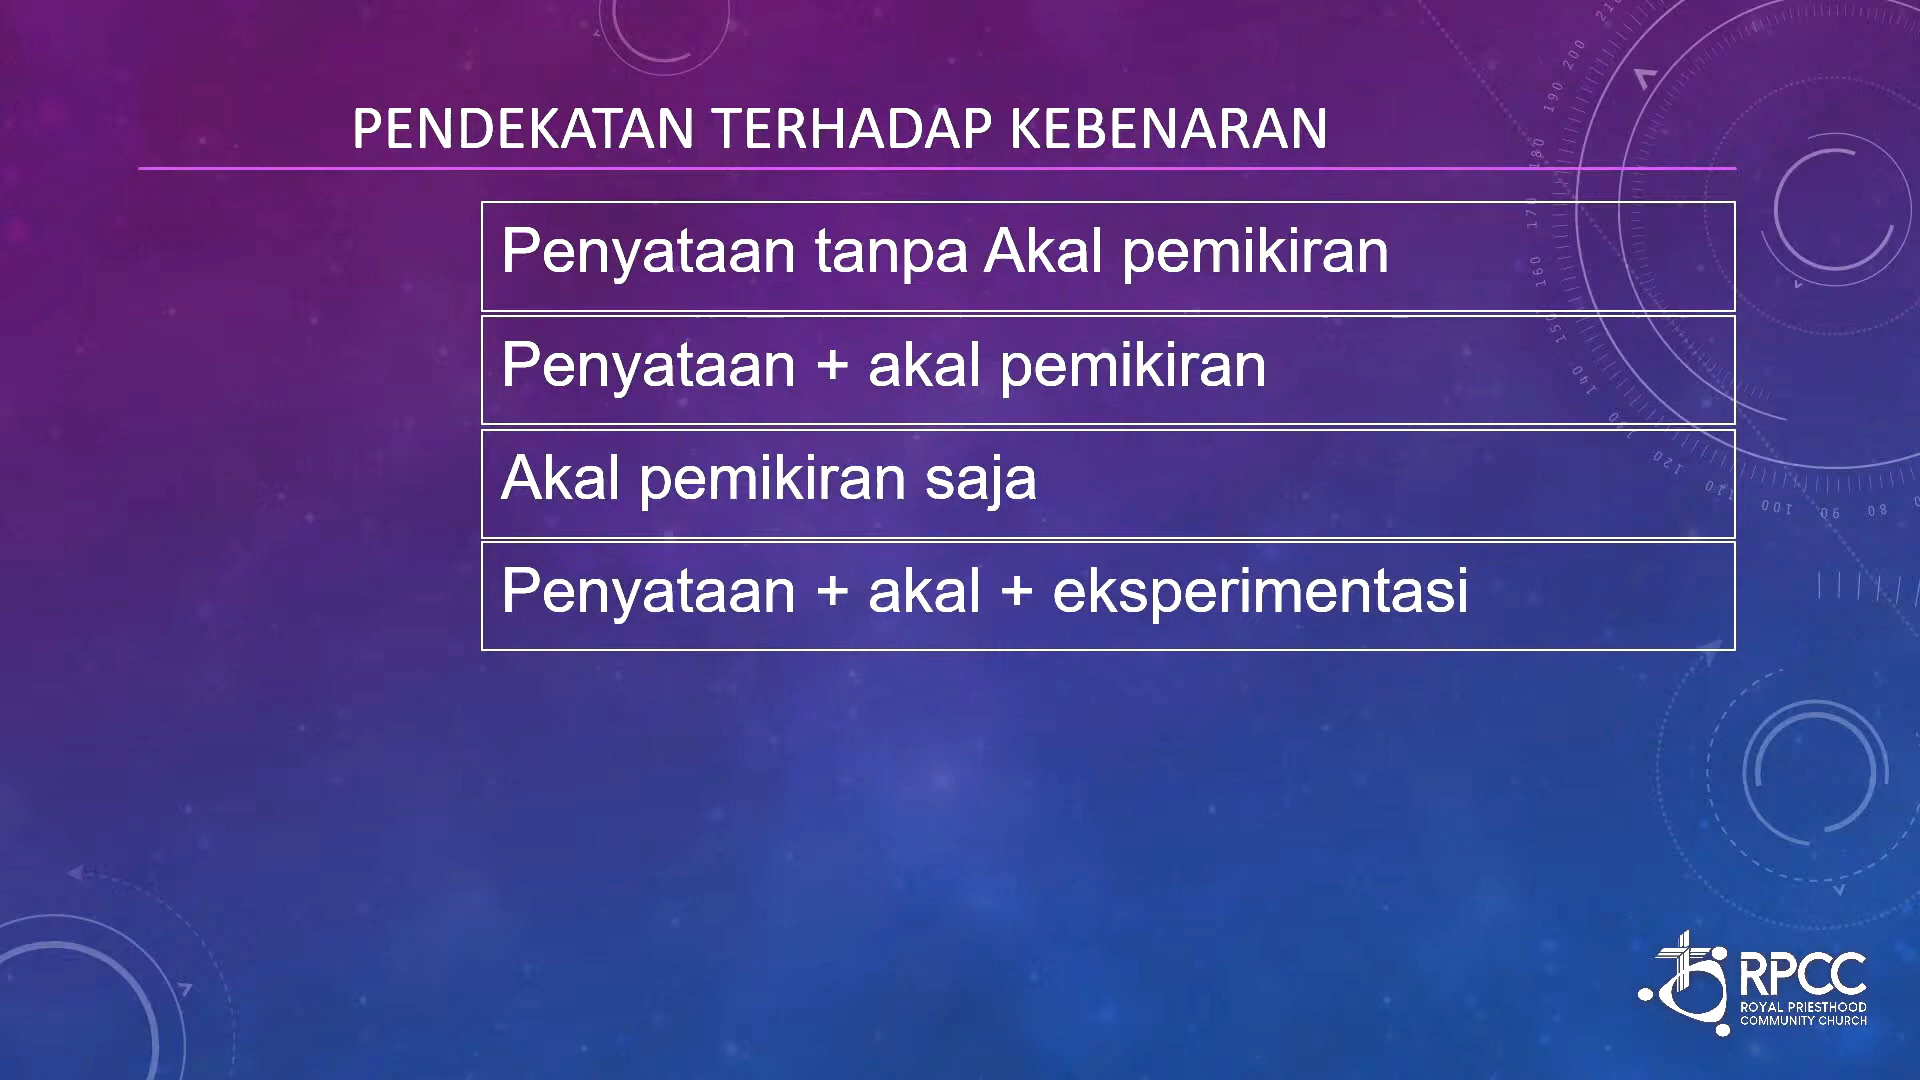 PENDEKATAN TERHADAP KEBENARAN
Penyataan tanpa Akal pemikiran
Penyataan + akal pemikiran
Akal pemikiran saja
Penyataan + akal + eksperimentasi
RPCC
ROYAL PRIESTHOOD
COMMUNITY CHURCH